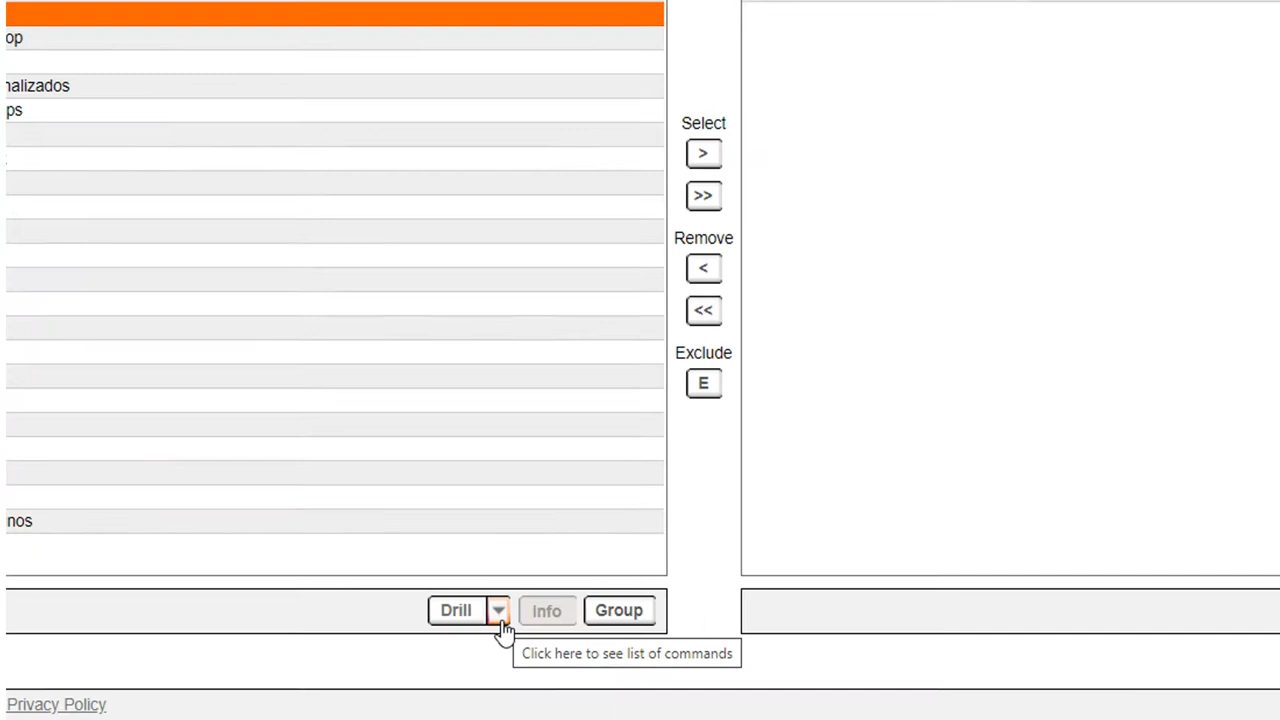 op
nalizados
ps
Select
>
>>
Remove
<
<<
Exclude
E
nos
Drill Info Group
Click here to see list of commands
Privacy Policy